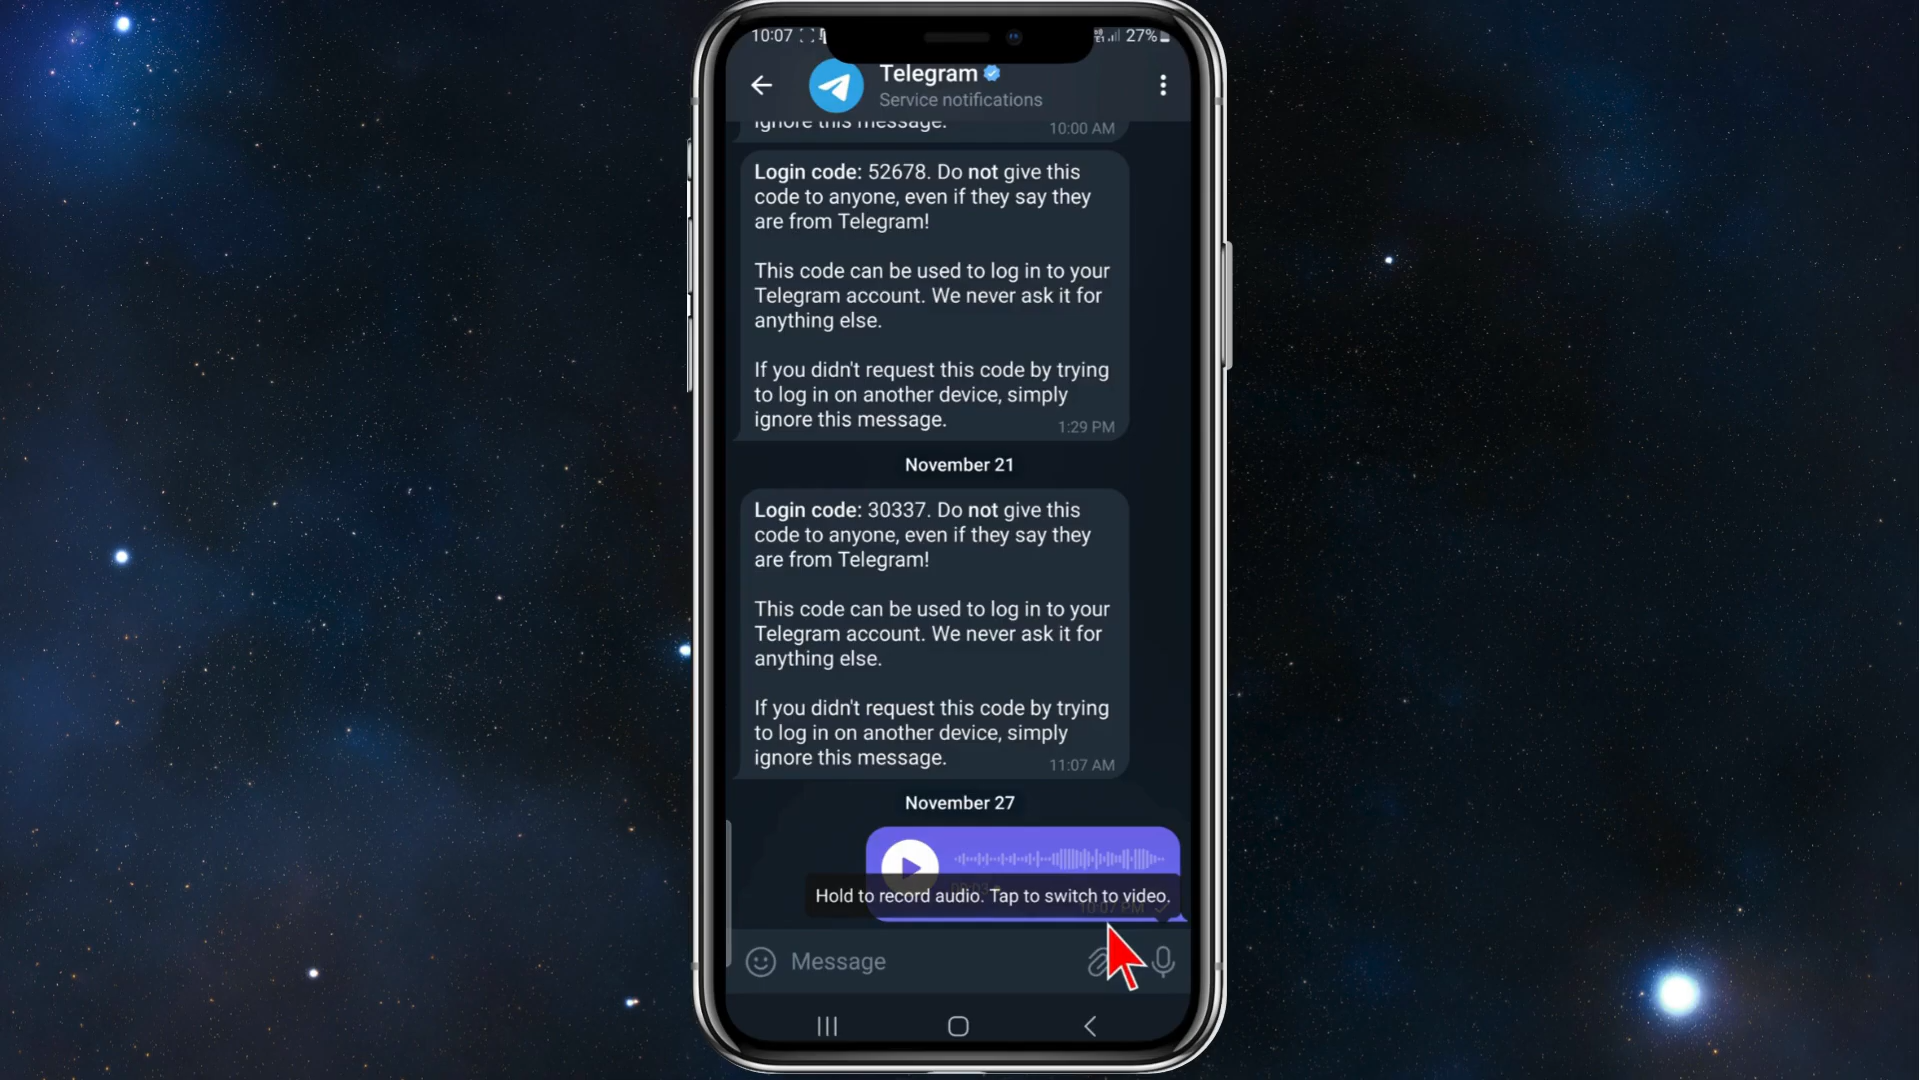 10:07
27%
Telegram
Service notifications
ignore this message.
10:00 AM
Login code: 52678. Do not give this
code to anyone, even if they say they
are from Telegram!
This code can be used to log in to your
Telegram account. We never ask it for
anything else.
If you didn't request this code by trying
to log in on another device, simply
ignore this message.
1:29 PM
November 21
Login code: 30337. Do not give this
code to anyone, even if they say they
are from Telegram!
This code can be used to log in to your
Telegram account. We never ask it for
anything else.
If you didn't request this code by trying
to log in on another device, simply
ignore this message.
11:07 AM
November 27
Hold to record audio. Tap to switch to video.
10:07 PM
Message